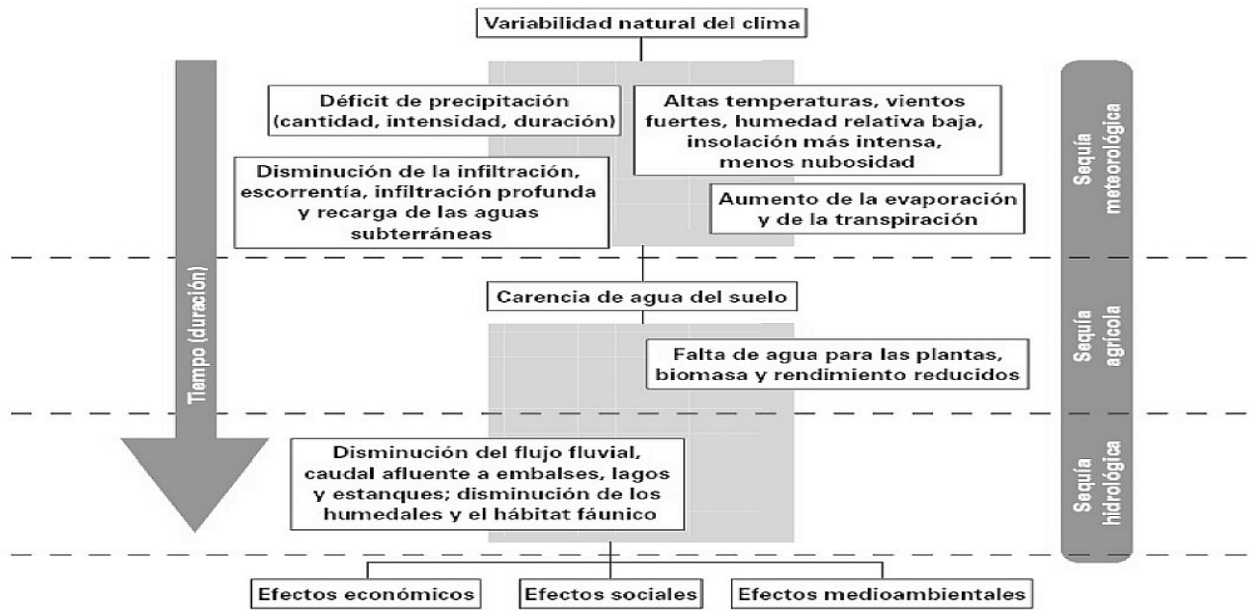 Variabilidad natural del clima
Déficit de precipitación
(cantidad, intensidad, duración)
Altas temperaturas, vientos
fuertes, humedad relativa baja,
insolación más intensa,
menos nubosidad
Disminución de la infiltración,
escorrentía, infiltración profunda
y recarga de las aguas
subterráneas
Aumento de la evaporación
y de la transpiración
Sequía
meteorológica
Tiempo (duración)
Carencia de agua del suelo
Falta de agua para las plantas,
biomasa y rendimiento reducidos
Sequía
agrícola
Disminución del flujo fluvial,
caudal afluente a embalses, lagos
y estanques; disminución de los
humedales y el hábitat fáunico
Sequía
hidrológica
Efectos económicos
Efectos sociales
Efectos medioambientales